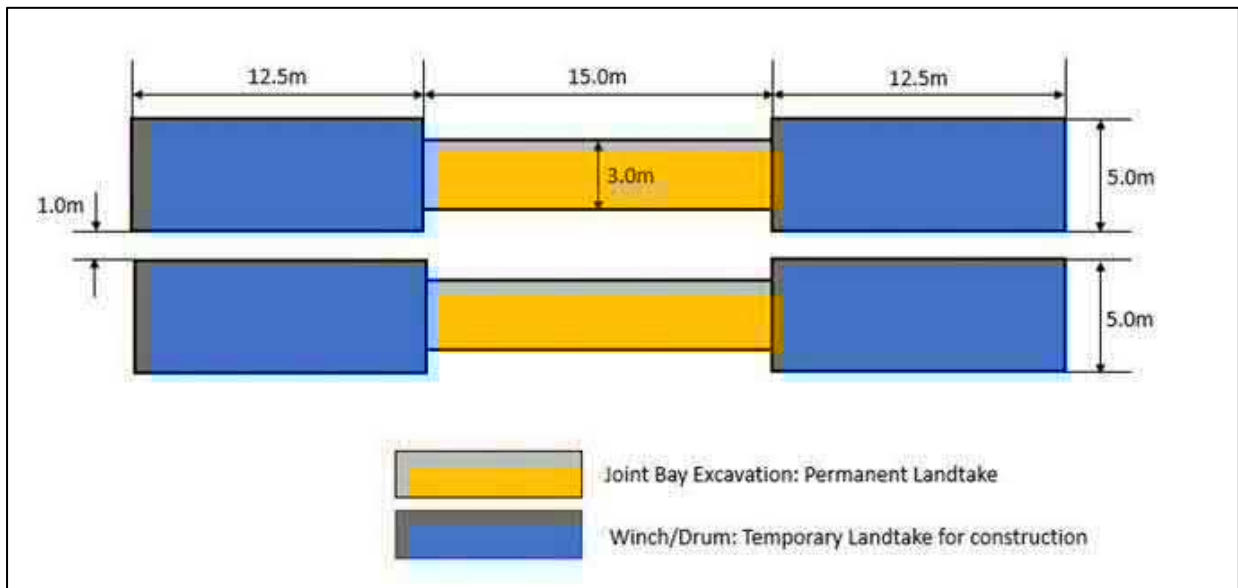 12.5m 15.0m 12.5m
3.0m
5.0m
1.0m
5.0m
Joint Bay Excavation: Permanent Landtake
Winch/Drum: Temporary Landtake for construction